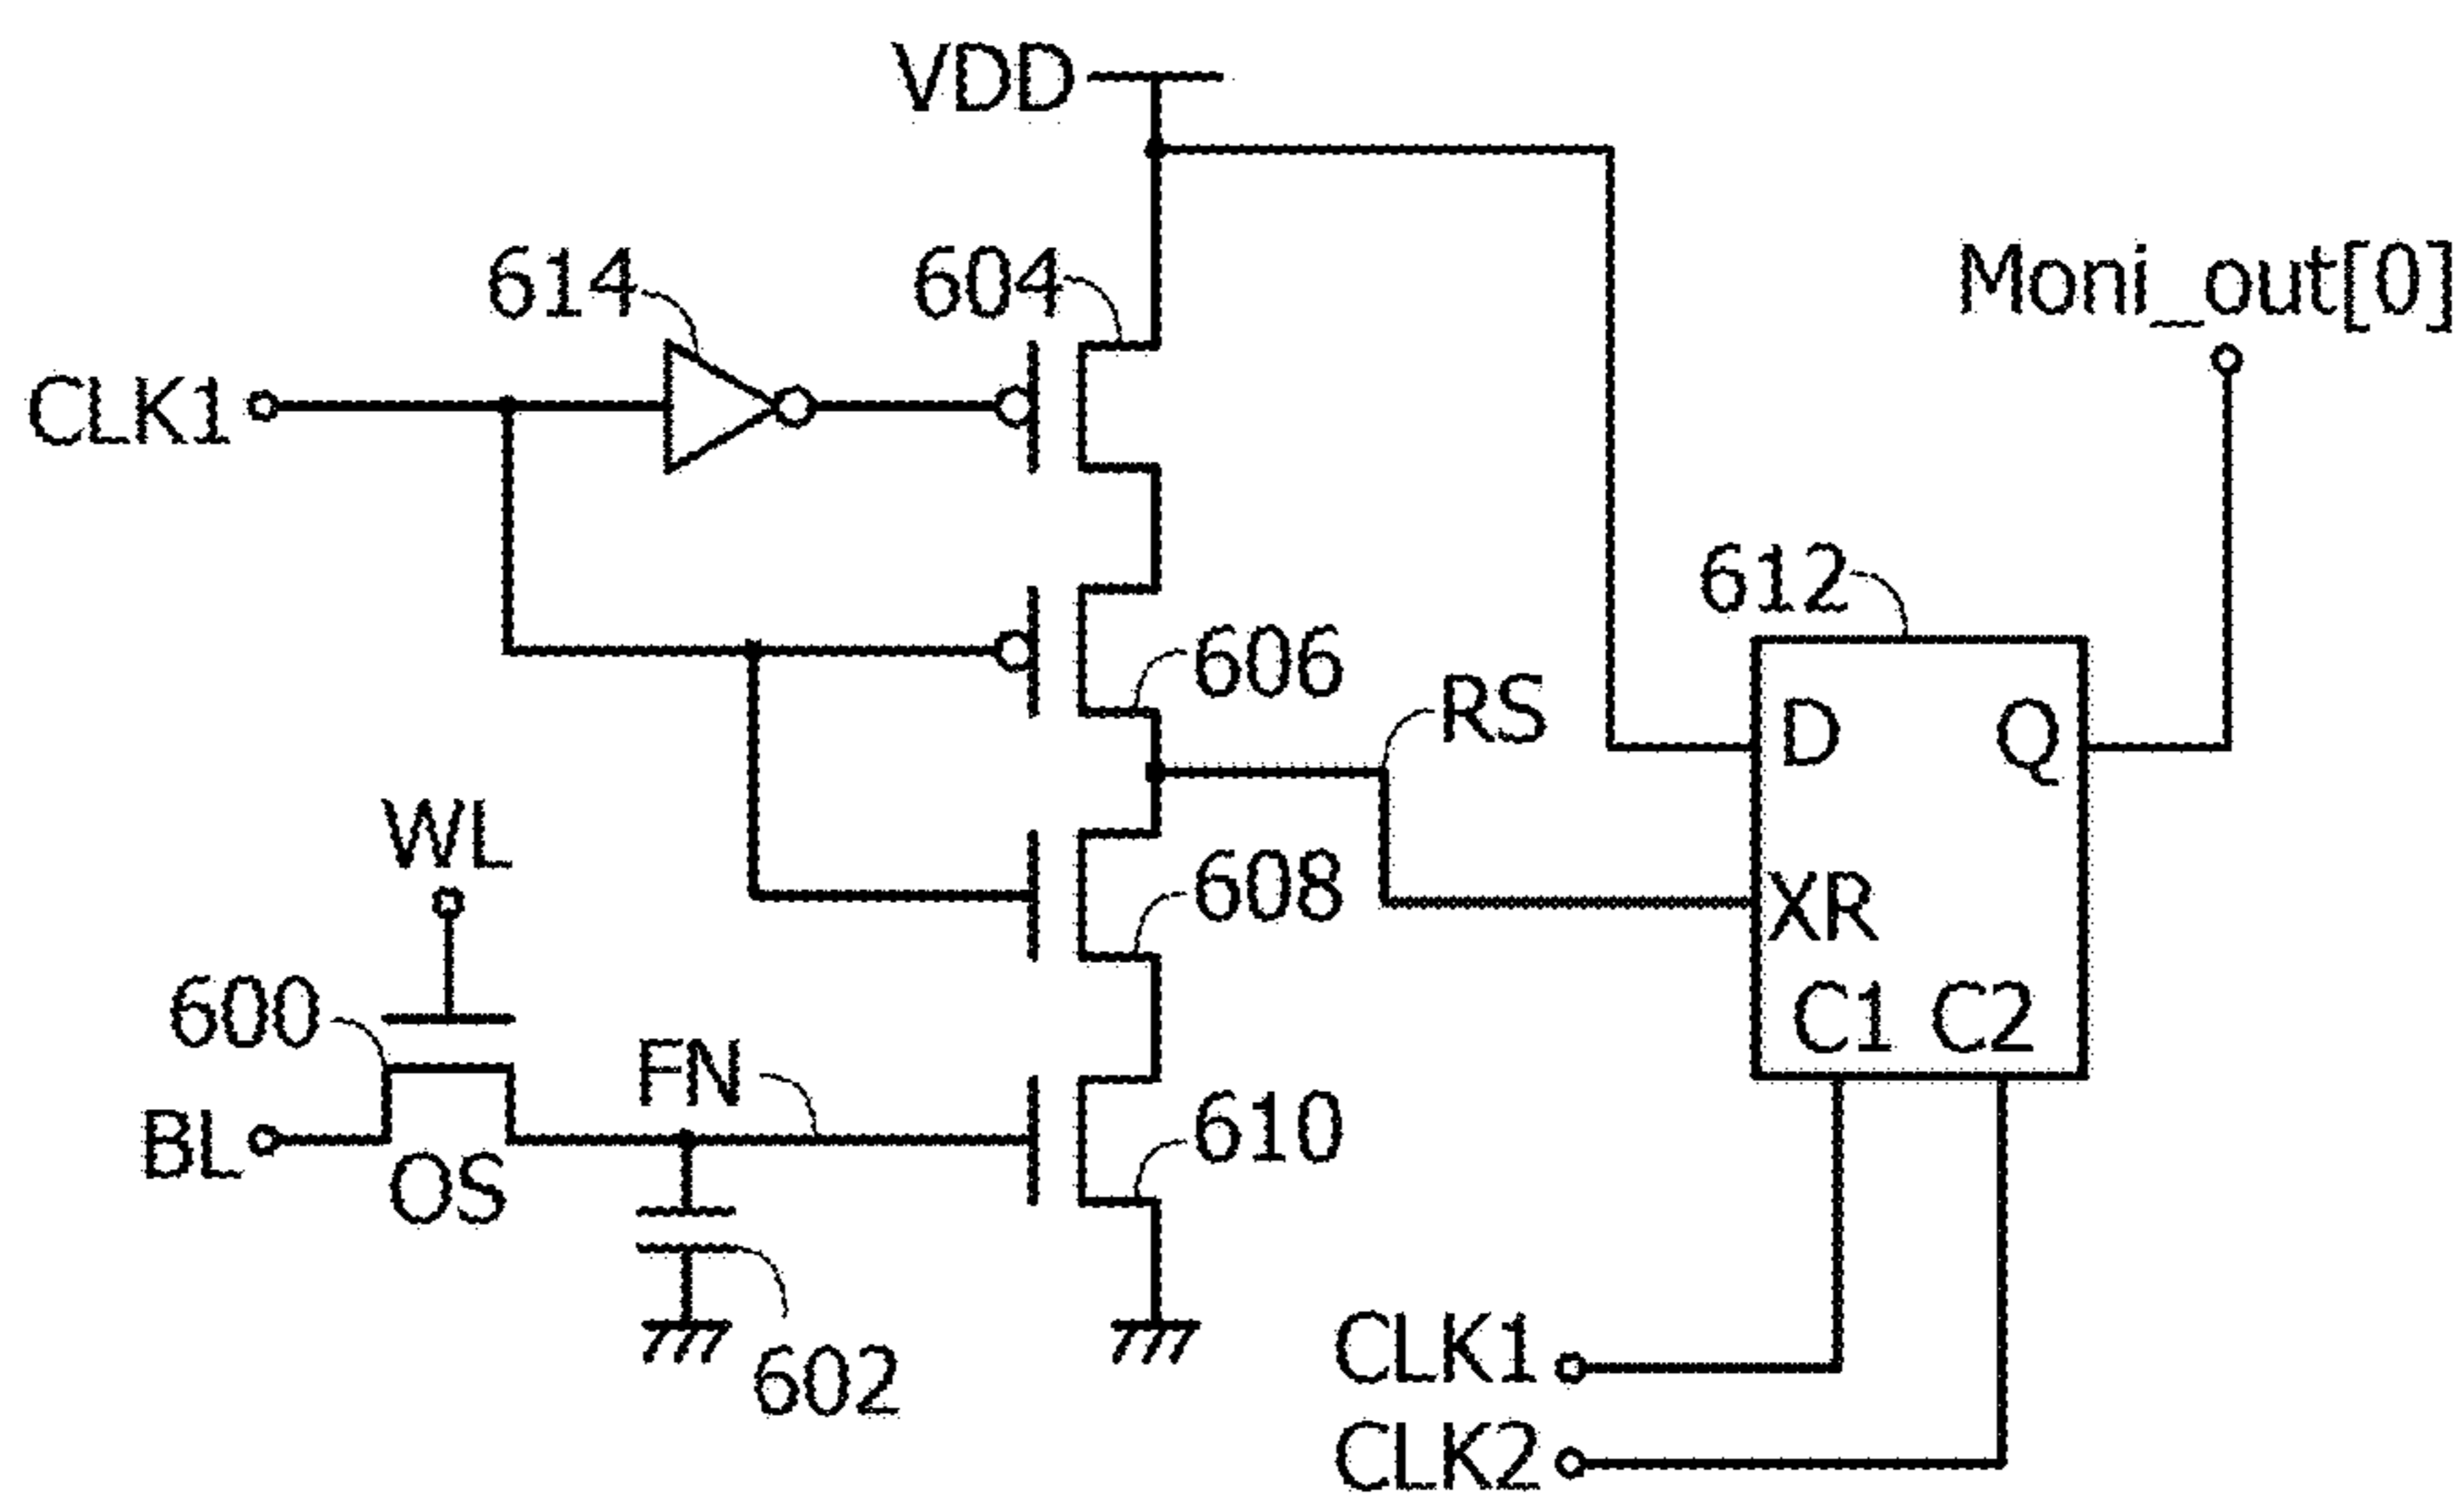 VDD
614
604
Moni_out[0]
CLK1
612
606
RS
D
Q
WL
608
XR
600
C1 C2
FN
BL
610
OS
CLK1
602
CLK2